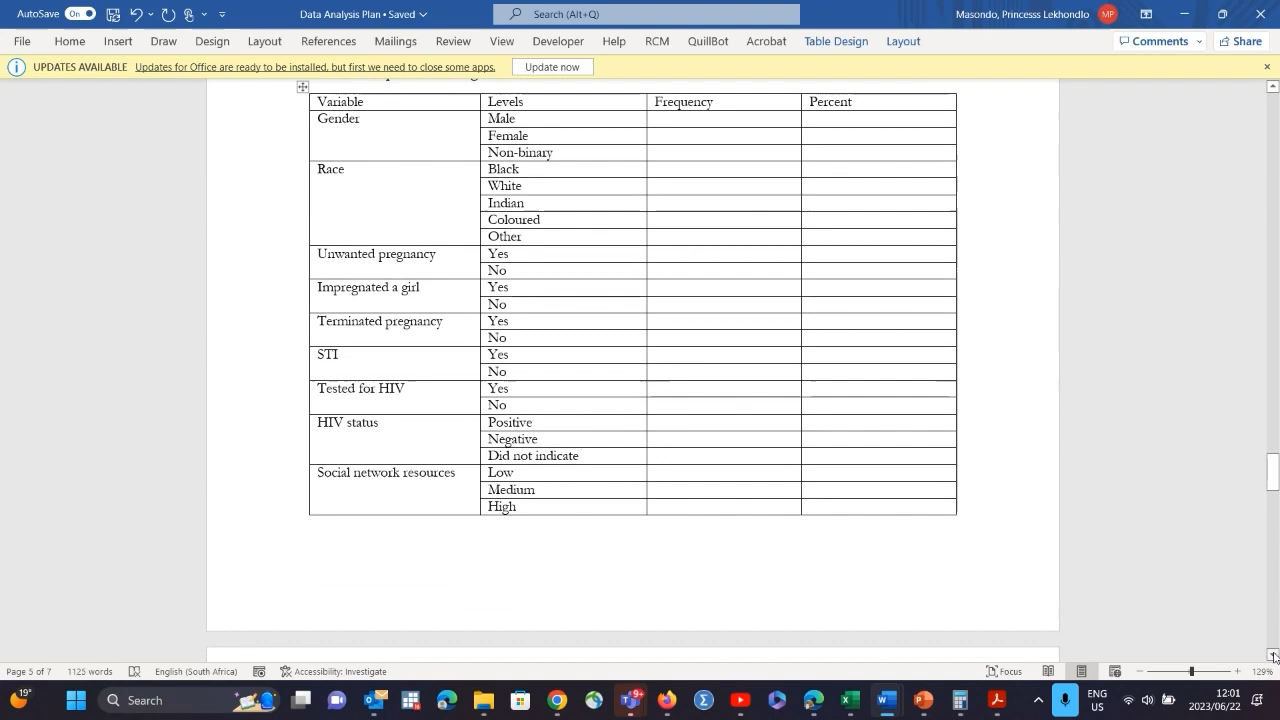 AutoSave On Data Analysis Plan • Saved Search (Alt+Q) Masondo, Princesss Lekhondlo MP
File Home Insert Draw Design Layout References Mailings Review View Developer Help RCM QuillBot Acrobat Table Design Layout Comments Share
UPDATES AVAILABLE Updates for Office are ready to be installed, but first we need to close some apps. Update now
Variable Levels Frequency Percent
Gender Male
Female
Non-binary
Race Black
White
Indian
Coloured
Other
Unwanted pregnancy Yes
No
Impregnated a girl Yes
No
Terminated pregnancy Yes
No
STI Yes
No
Tested for HIV Yes
No
HIV status Positive
Negative
Did not indicate
Social network resources Low
Medium
High
Page 5 of 7 1125 words English (South Africa) Accessibility: Investigate Focus 129%
19° Search 9+ ENG 12:01
US 2023/06/22